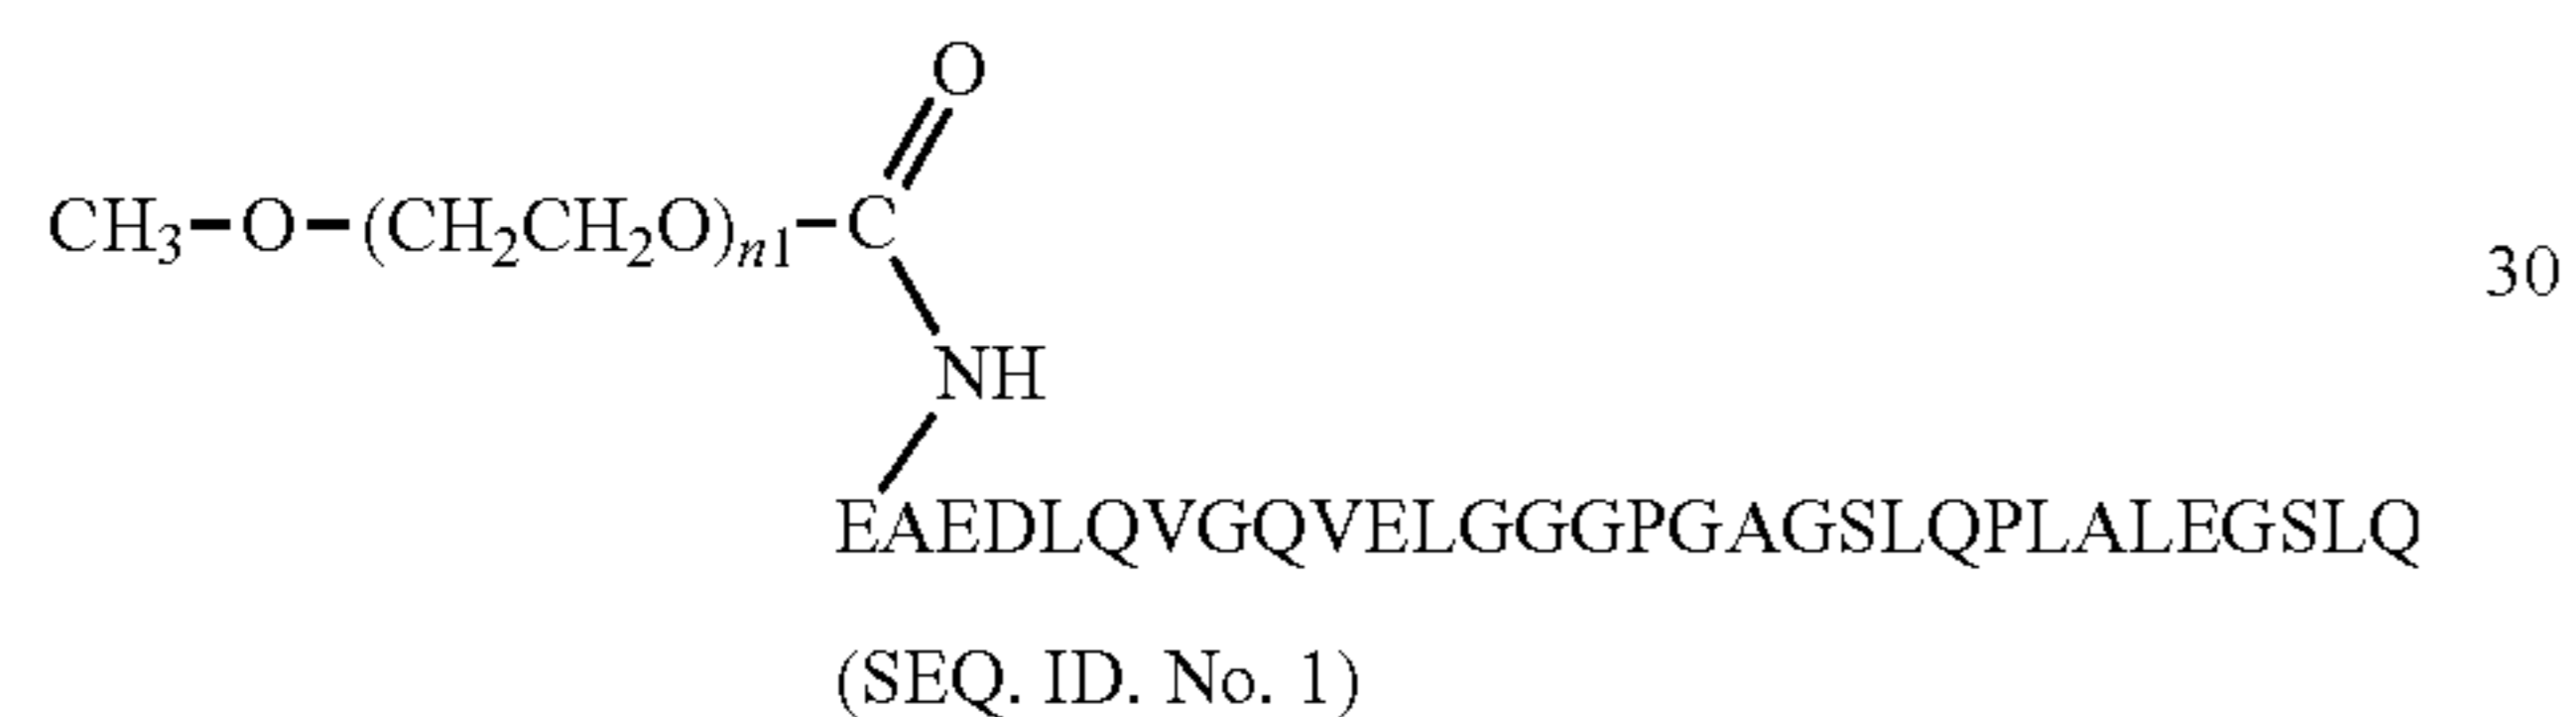 O
CH3-O-(CH2CH2O)n1-C
30
NH
EAEDLQVGQVELGGGPGAGSLQPLALEGSLQ
(SEQ. ID. No. 1)